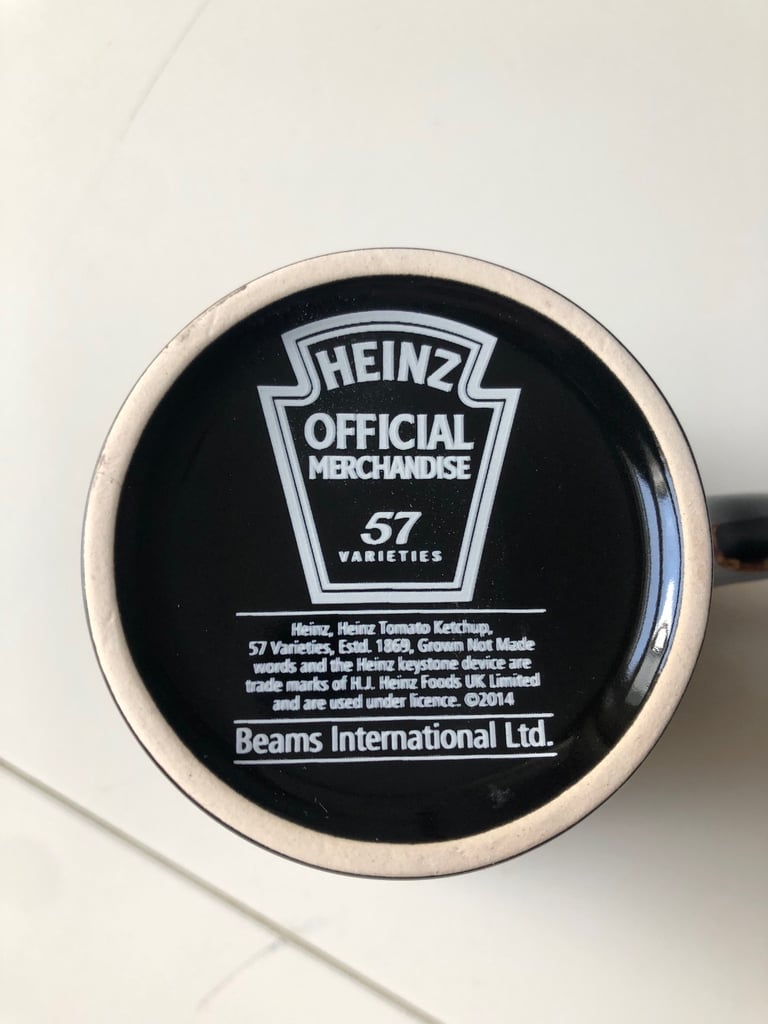 HEINZ
OFFICIAL
MERCHANDISE
57
VARIETIES
Heinz, Heinz Tomato Ketchup,
57 Varieties, Estd. 1869, Grown Not Made
words and the Heinz keystone device are
trade marks of H.J. Heinz Foods UK Limited
and are used under licence. ©2014
Beams International Ltd.